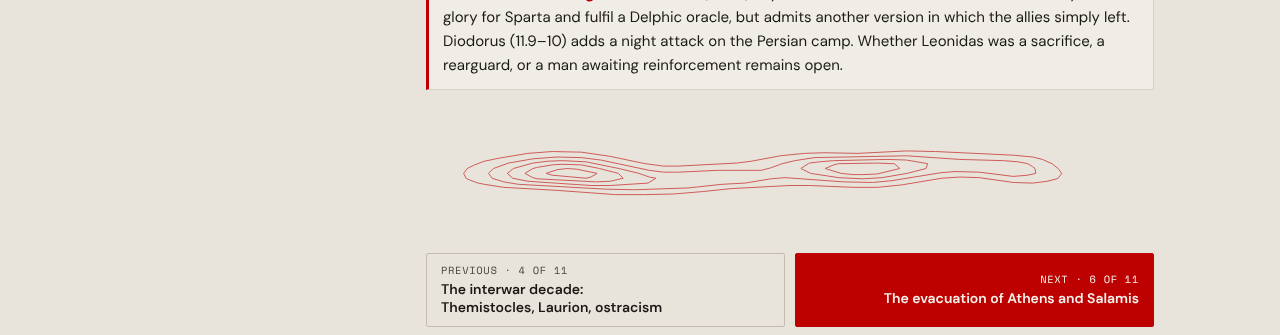 glory for Sparta and fulfil a Delphic oracle, but admits another version in which the allies simply left.
Diodorus (11.9–10) adds a night attack on the Persian camp. Whether Leonidas was a sacrifice, a
rearguard, or a man awaiting reinforcement remains open.
PREVIOUS · 4 OF 11
The interwar decade:
Themistocles, Laurion, ostracism
NEXT · 6 OF 11
The evacuation of Athens and Salamis